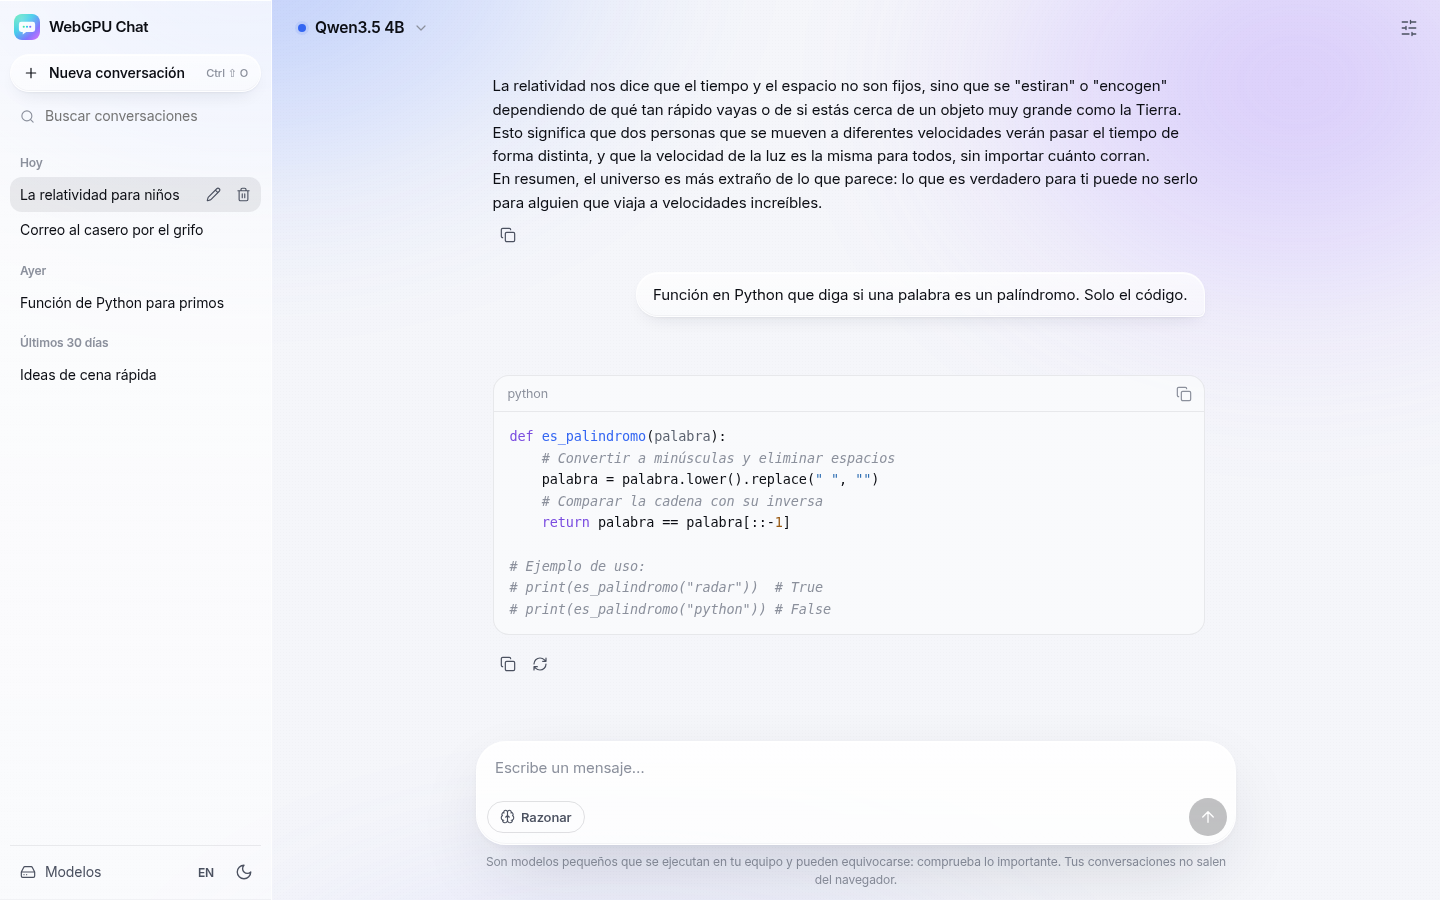 WebGPU Chat
Nueva conversación Ctrl ⇧ O
Buscar conversaciones
Hoy
La relatividad para niños
Correo al casero por el grifo
Ayer
Función de Python para primos
Últimos 30 días
Ideas de cena rápida
Modelos EN
Qwen3.5 4B
La relatividad nos dice que el tiempo y el espacio no son fijos, sino que se "estiran" o "encogen"
dependiendo de qué tan rápido vayas o de si estás cerca de un objeto muy grande como la Tierra.
Esto significa que dos personas que se mueven a diferentes velocidades verán pasar el tiempo de
forma distinta, y que la velocidad de la luz es la misma para todos, sin importar cuánto corran.
En resumen, el universo es más extraño de lo que parece: lo que es verdadero para ti puede no serlo
para alguien que viaja a velocidades increíbles.
Función en Python que diga si una palabra es un palíndromo. Solo el código.
python
def es_palindromo(palabra):
    # Convertir a minúsculas y eliminar espacios
    palabra = palabra.lower().replace(" ", "")
    # Comparar la cadena con su inversa
    return palabra == palabra[::-1]
# Ejemplo de uso:
# print(es_palindromo("radar"))  # True
# print(es_palindromo("python")) # False
Escribe un mensaje...
Razonar
Son modelos pequeños que se ejecutan en tu equipo y pueden equivocarse: comprueba lo importante. Tus conversaciones no salen
del navegador.